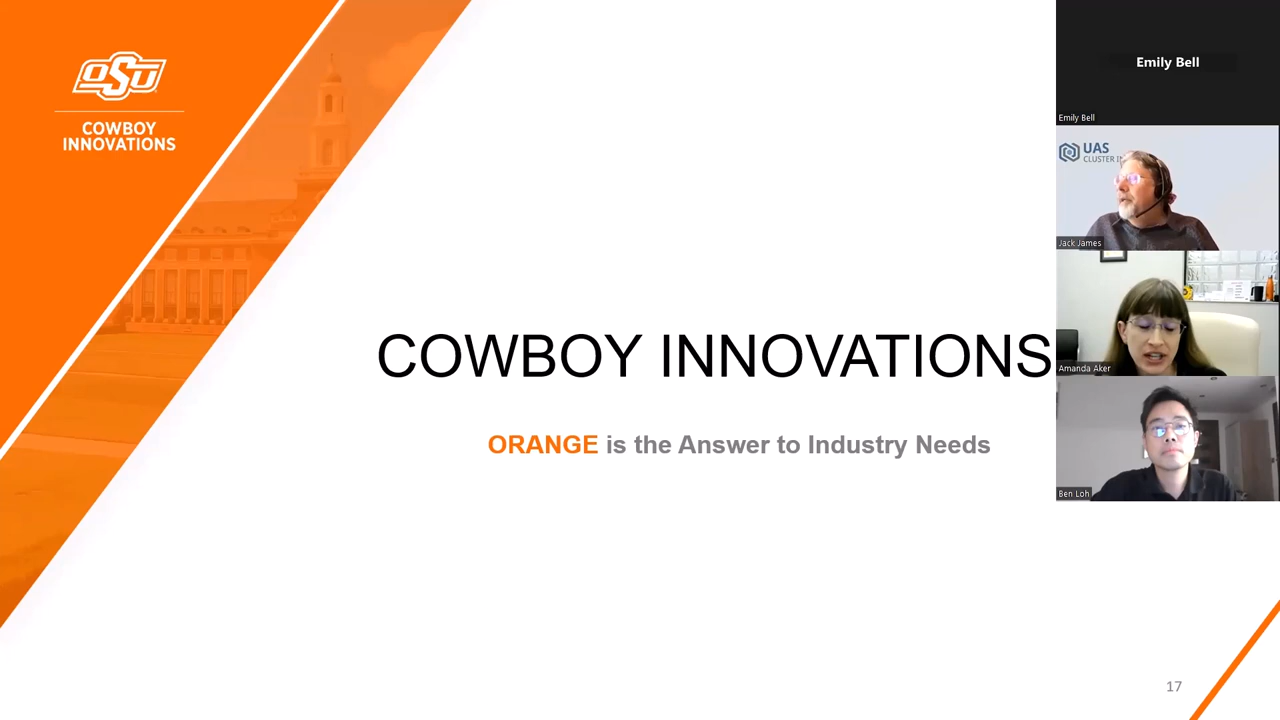 OSU
COWBOY
INNOVATIONS
COWBOY INNOVATIONS
ORANGE is the Answer to Industry Needs
17
Emily Bell
Emily Bell
UAS
CLUSTER
Jack James
Amanda Aker
Ben Loh